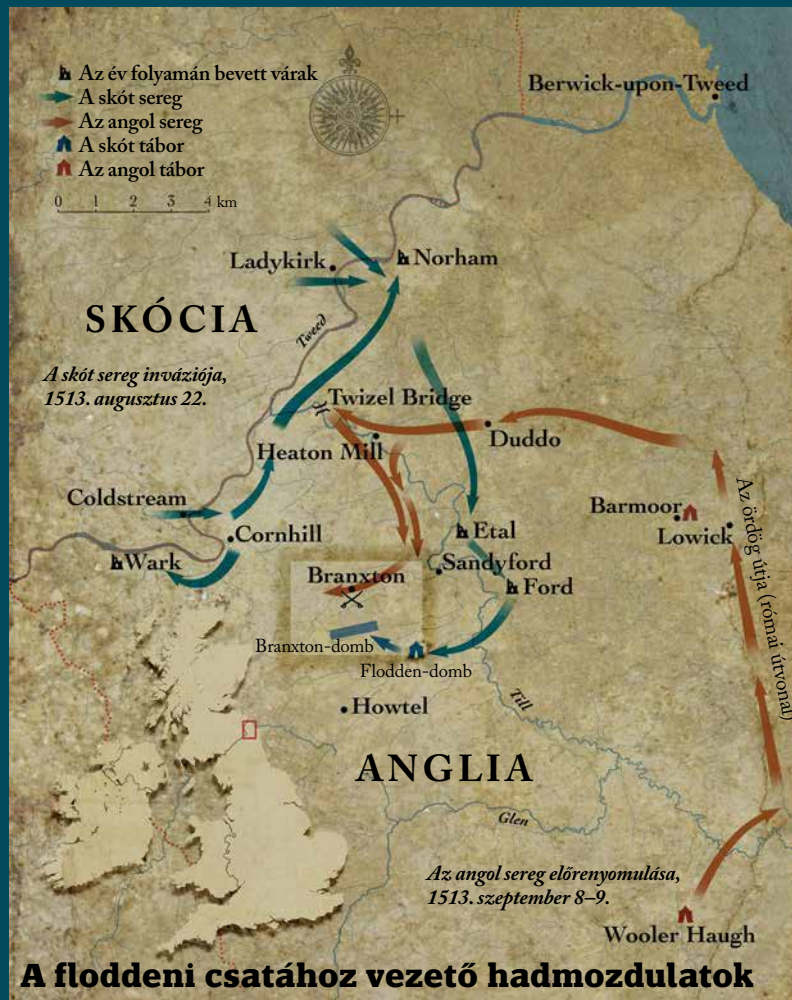 Az év folyamán bevett várak
A skót sereg
Az angol sereg
A skót tábor
Az angol tábor
0 1 2 3 4 km
Berwick-upon-Tweed
Ladykirk
Norham
SKÓCIA
Tweed
A skót sereg inváziója,
1513. augusztus 22.
Twizel Bridge
Duddo
Heaton Mill
Coldstream
Barmoor
Lowick
Az ördög útja (római útvonal)
Cornhill
Etal
Wark
Sandyford
Branxton
Ford
Branxton-domb
Flodden-domb
Till
Howtel
ANGLIA
Glen
Az angol sereg előrenyomulása,
1513. szeptember 8–9.
Wooler Haugh
A floddeni csatához vezető hadmozdulatok